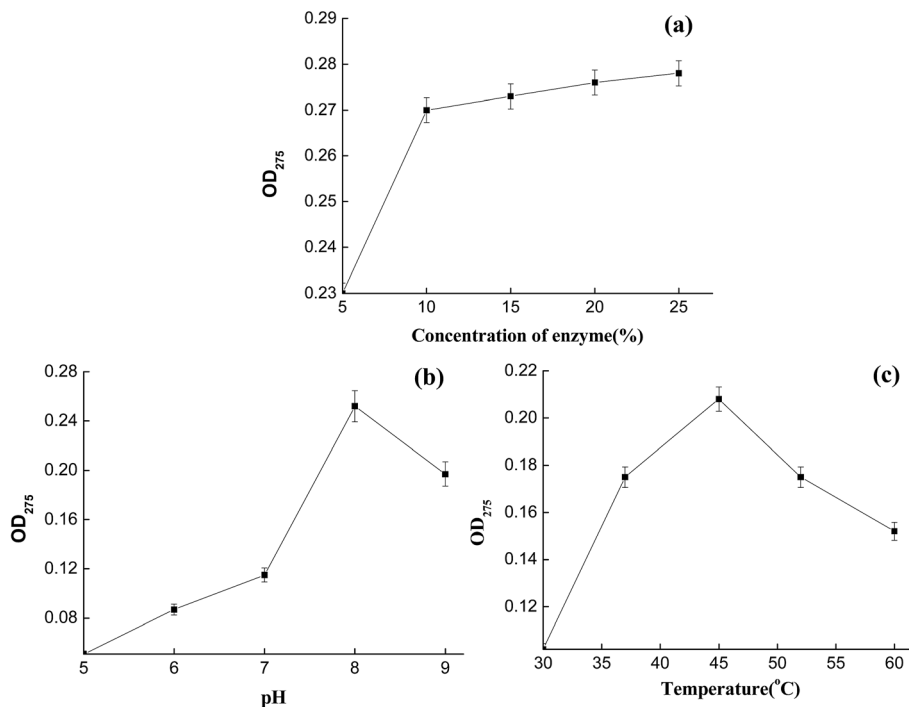 (a)
0.29
0.28
0.27
0.26
0.25
0.24
0.23
OD275
5 10 15 20 25
Concentration of enzyme(%)
(b)
0.28
0.24
0.20
0.16
0.12
0.08
OD275
5 6 7 8 9
pH
(c)
0.22
0.20
0.18
0.16
0.14
0.12
OD275
30 35 40 45 50 55 60
Temperature(°C)